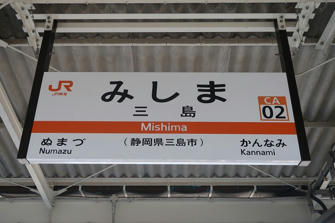 JR
JR東海
みしま
三島
CA
02
Mishima
(静岡県三島市)
ぬまづ
Numazu
かんなみ
Kannami